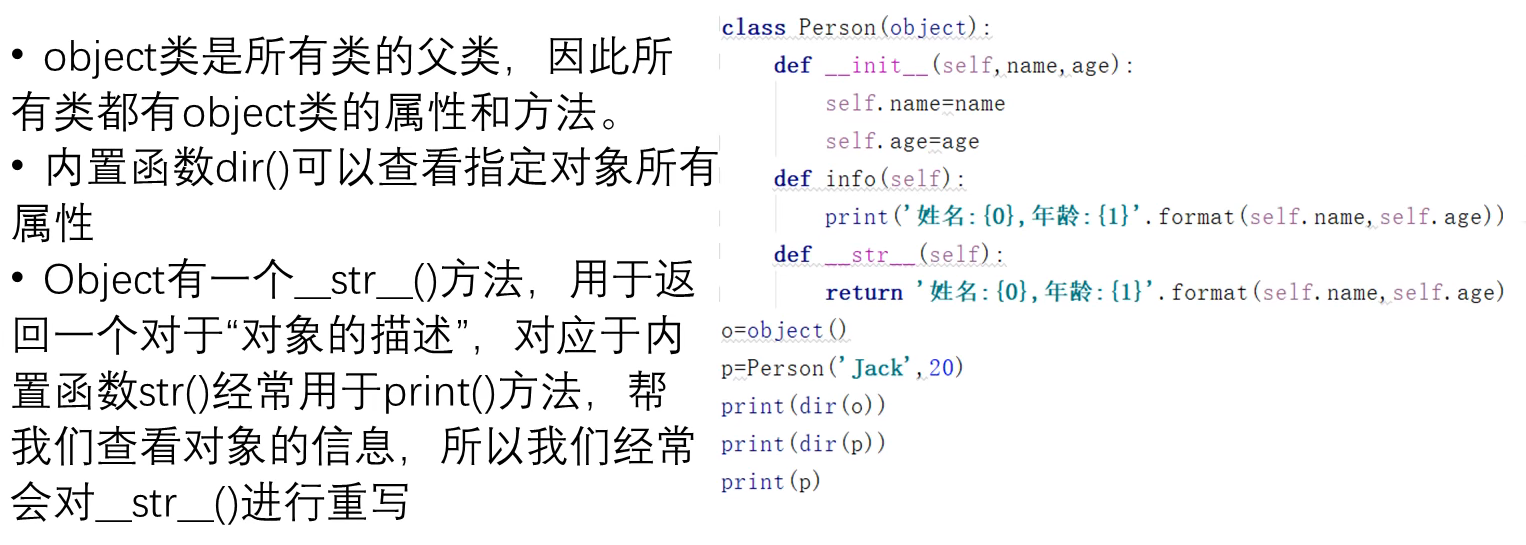 • object类是所有类的父类，因此所
有类都有object类的属性和方法。
• 内置函数dir()可以查看指定对象所有
属性
• Object有一个__str__()方法，用于返
回一个对于“对象的描述”，对应于内
置函数str()经常用于print()方法，帮
我们查看对象的信息，所以我们经常
会对__str__()进行重写
class Person(object):
    def __init__(self,name,age):
        self.name=name
        self.age=age
    def info(self):
        print('姓名:{0},年龄:{1}'.format(self.name,self.age))
    def __str__(self):
        return '姓名:{0},年龄:{1}'.format(self.name,self.age)
o=object()
p=Person('Jack',20)
print(dir(o))
print(dir(p))
print(p)